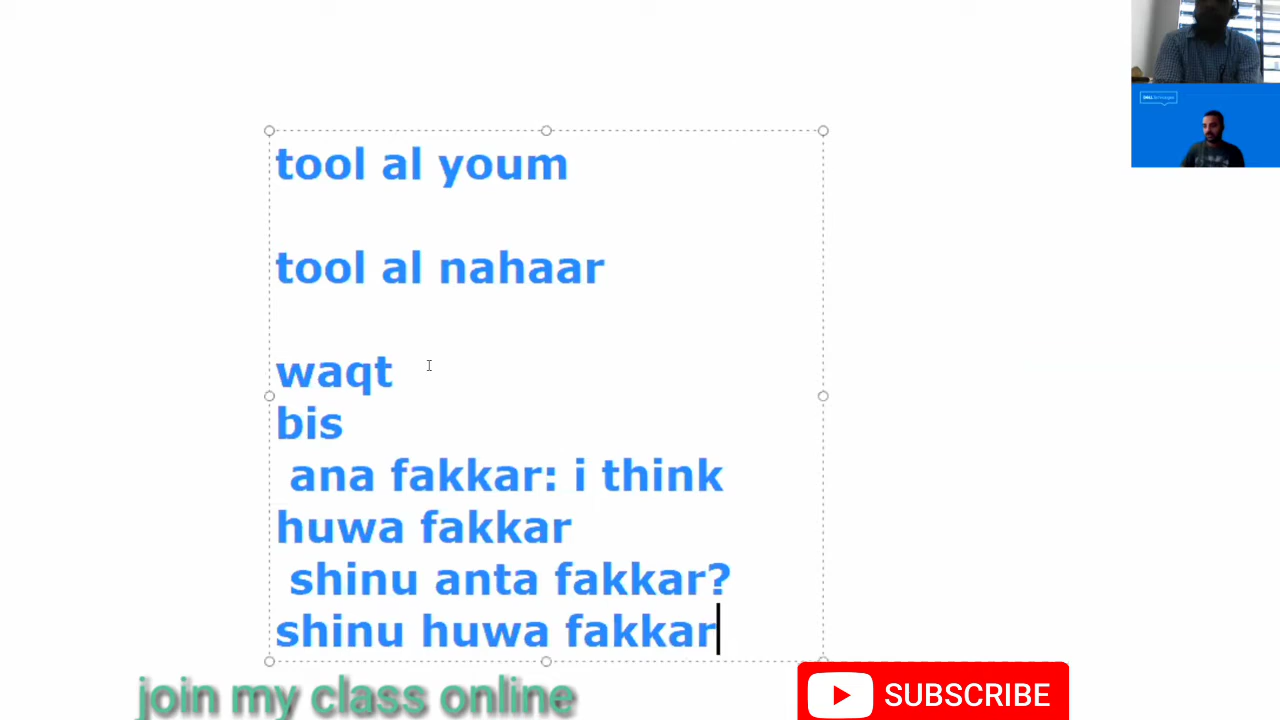 tool al youm
tool al nahaar
waqt
bis
ana fakkar: i think
huwa fakkar
shinu anta fakkar?
shinu huwa fakkar
join my class online
SUBSCRIBE